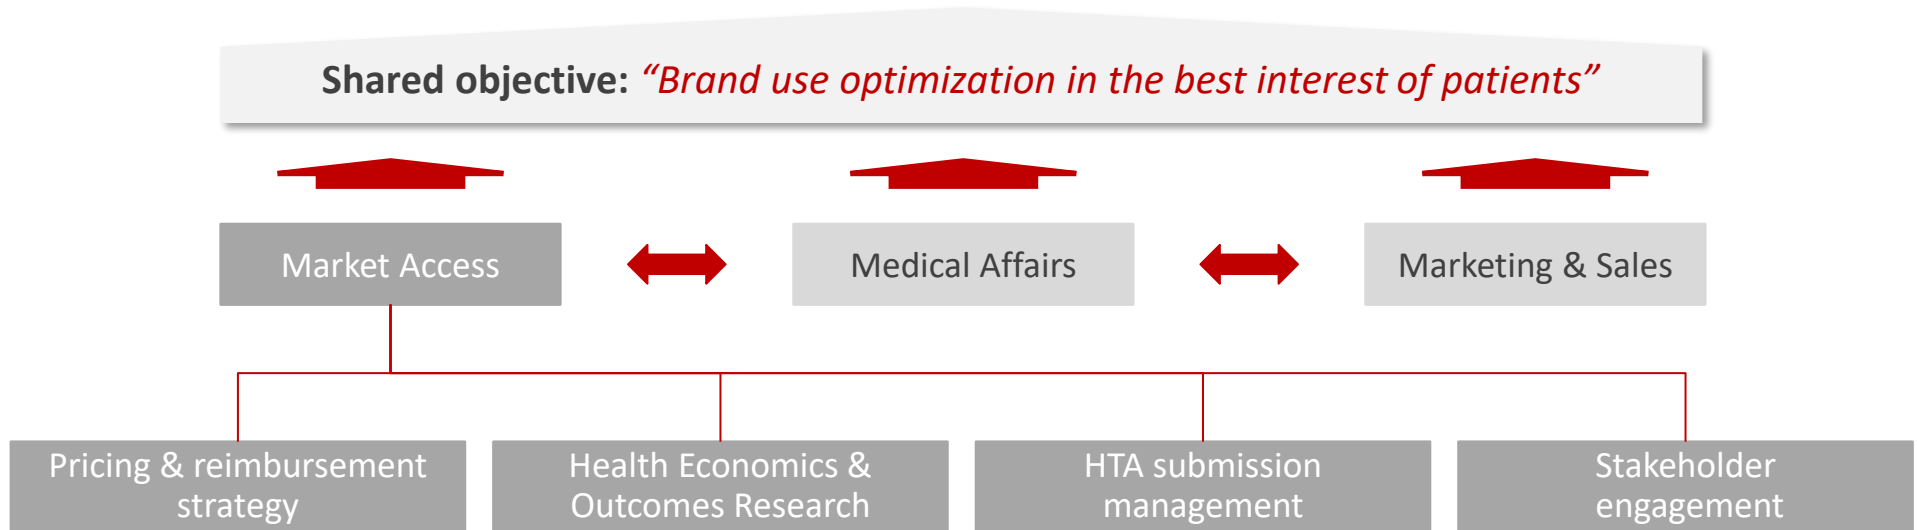 Shared objective: “Brand use optimization in the best interest of patients”
Market Access
Medical Affairs
Marketing & Sales
Pricing & reimbursement
strategy
Health Economics &
Outcomes Research
HTA submission
management
Stakeholder
engagement